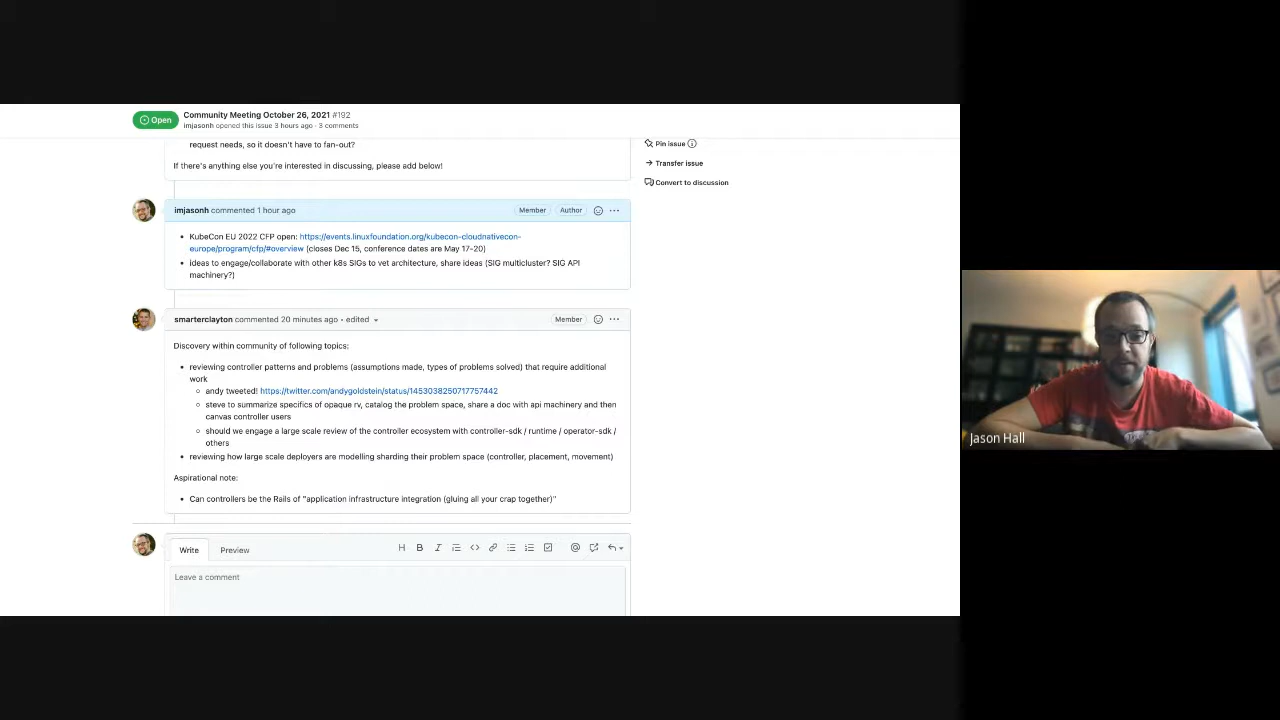 Open
Community Meeting October 26, 2021 #192
imjasonh opened this issue 3 hours ago · 3 comments
request needs, so it doesn't have to fan-out?
If there's anything else you're interested in discussing, please add below!
Pin issue
Transfer issue
Convert to discussion
imjasonh commented 1 hour ago
Member
Author
• KubeCon EU 2022 CFP open: https://events.linuxfoundation.org/kubecon-cloudnativecon-
europe/program/cfp/#overview (closes Dec 15, conference dates are May 17-20)
• ideas to engage/collaborate with other k8s SIGs to vet architecture, share ideas (SIG multicluster? SIG API
machinery?)
smarterclayton commented 20 minutes ago • edited
Member
Discovery within community of following topics:
• reviewing controller patterns and problems (assumptions made, types of problems solved) that require additional
work
◦ andy tweeted! https://twitter.com/andygoldstein/status/1453038250717757442
◦ steve to summarize specifics of opaque rv, catalog the problem space, share a doc with api machinery and then
canvas controller users
◦ should we engage a large scale review of the controller ecosystem with controller-sdk / runtime / operator-sdk /
others
• reviewing how large scale deployers are modelling sharding their problem space (controller, placement, movement)
Aspirational note:
• Can controllers be the Rails of "application infrastructure integration (gluing all your crap together)"
Write
Preview
Leave a comment
Jason Hall